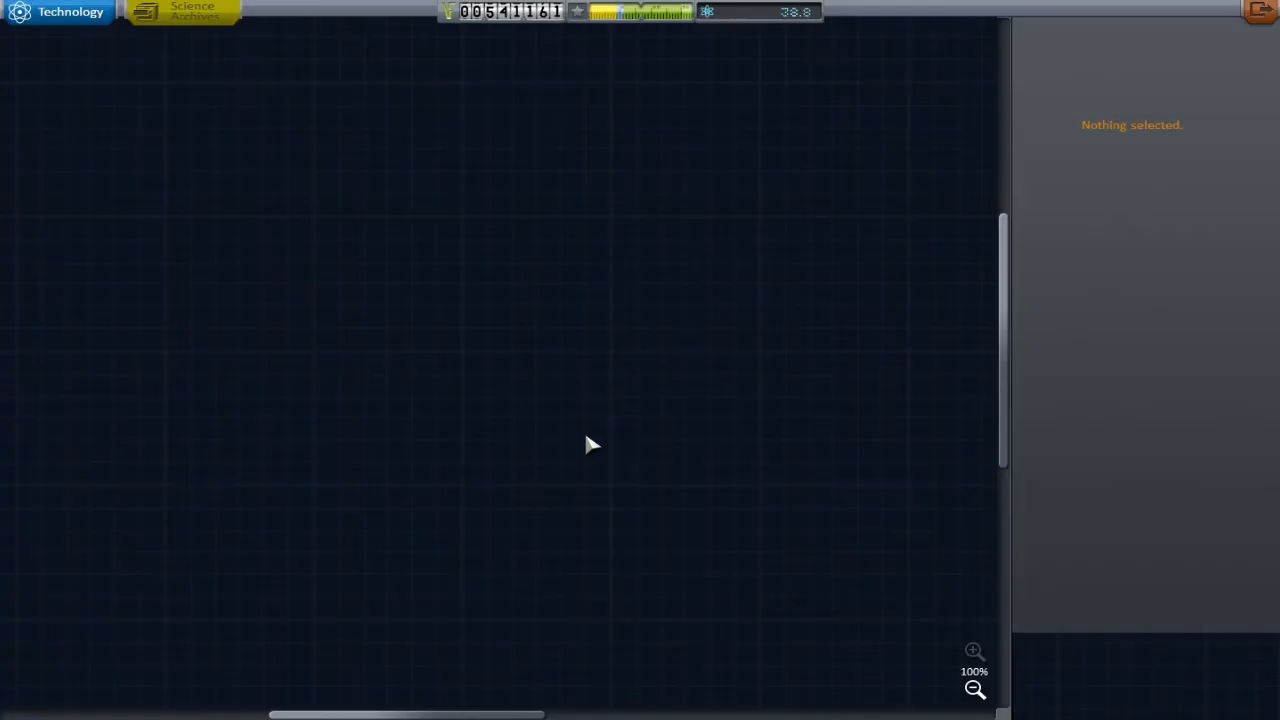 Technology
Science
Archives
00541161
38.8
Nothing selected.
100%